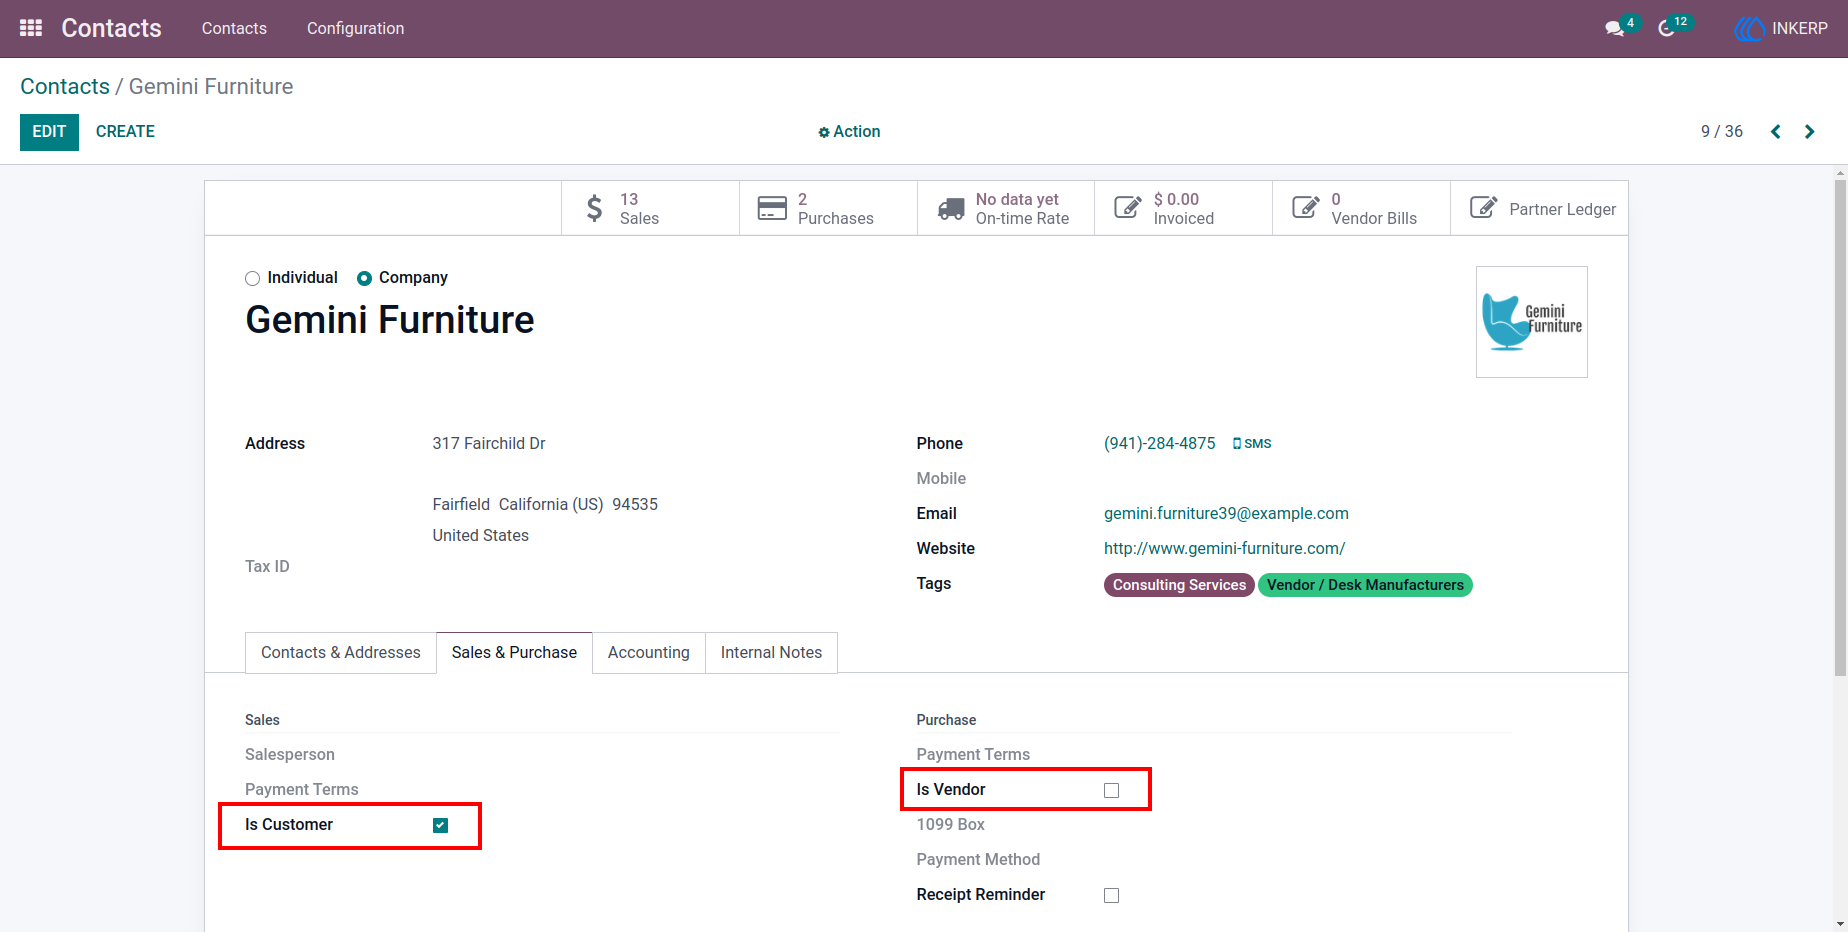 Contacts Contacts Configuration 4 12 INKERP
Contacts / Gemini Furniture
EDIT CREATE Action 9 / 36
13 Sales
2 Purchases
No data yet On-time Rate
$ 0.00 Invoiced
0 Vendor Bills
Partner Ledger
Individual Company
Gemini Furniture
Gemini
Furniture
Address 317 Fairchild Dr
Fairfield California (US) 94535
United States
Tax ID
Phone (941)-284-4875 SMS
Mobile
Email gemini.furniture39@example.com
Website http://www.gemini-furniture.com/
Tags Consulting Services Vendor / Desk Manufacturers
Contacts & Addresses Sales & Purchase Accounting Internal Notes
Sales
Salesperson
Payment Terms
Is Customer
Purchase
Payment Terms
Is Vendor
1099 Box
Payment Method
Receipt Reminder